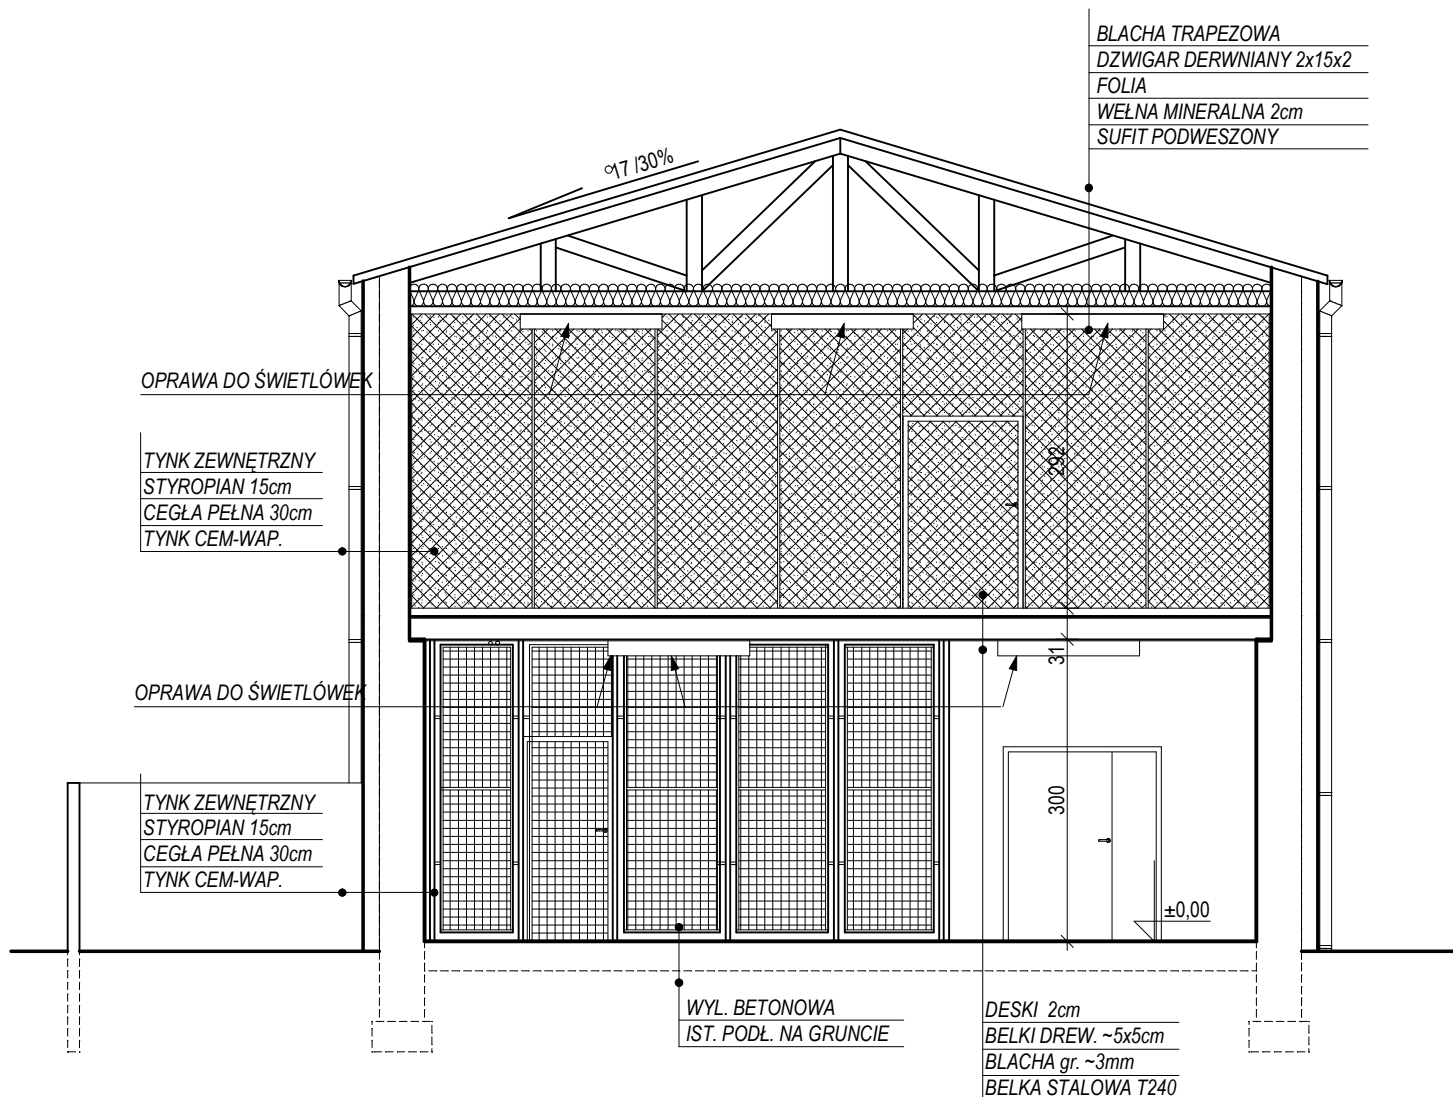 BLACHA TRAPEZOWA
DZWIGAR DERWNIANY 2x15x2
FOLIA
WEŁNA MINERALNA 2cm
SUFIT PODWESZONY
°17 /30%
OPRAWA DO ŚWIETLÓWEK
TYNK ZEWNĘTRZNY
STYROPIAN 15cm
CEGŁA PEŁNA 30cm
TYNK CEM-WAP.
292
31
OPRAWA DO ŚWIETLÓWEK
TYNK ZEWNĘTRZNY
STYROPIAN 15cm
CEGŁA PEŁNA 30cm
TYNK CEM-WAP.
300
±0,00
WYL. BETONOWA
IST. PODŁ. NA GRUNCIE
DESKI 2cm
BELKI DREW. ~5x5cm
BLACHA gr. ~3mm
BELKA STALOWA T240